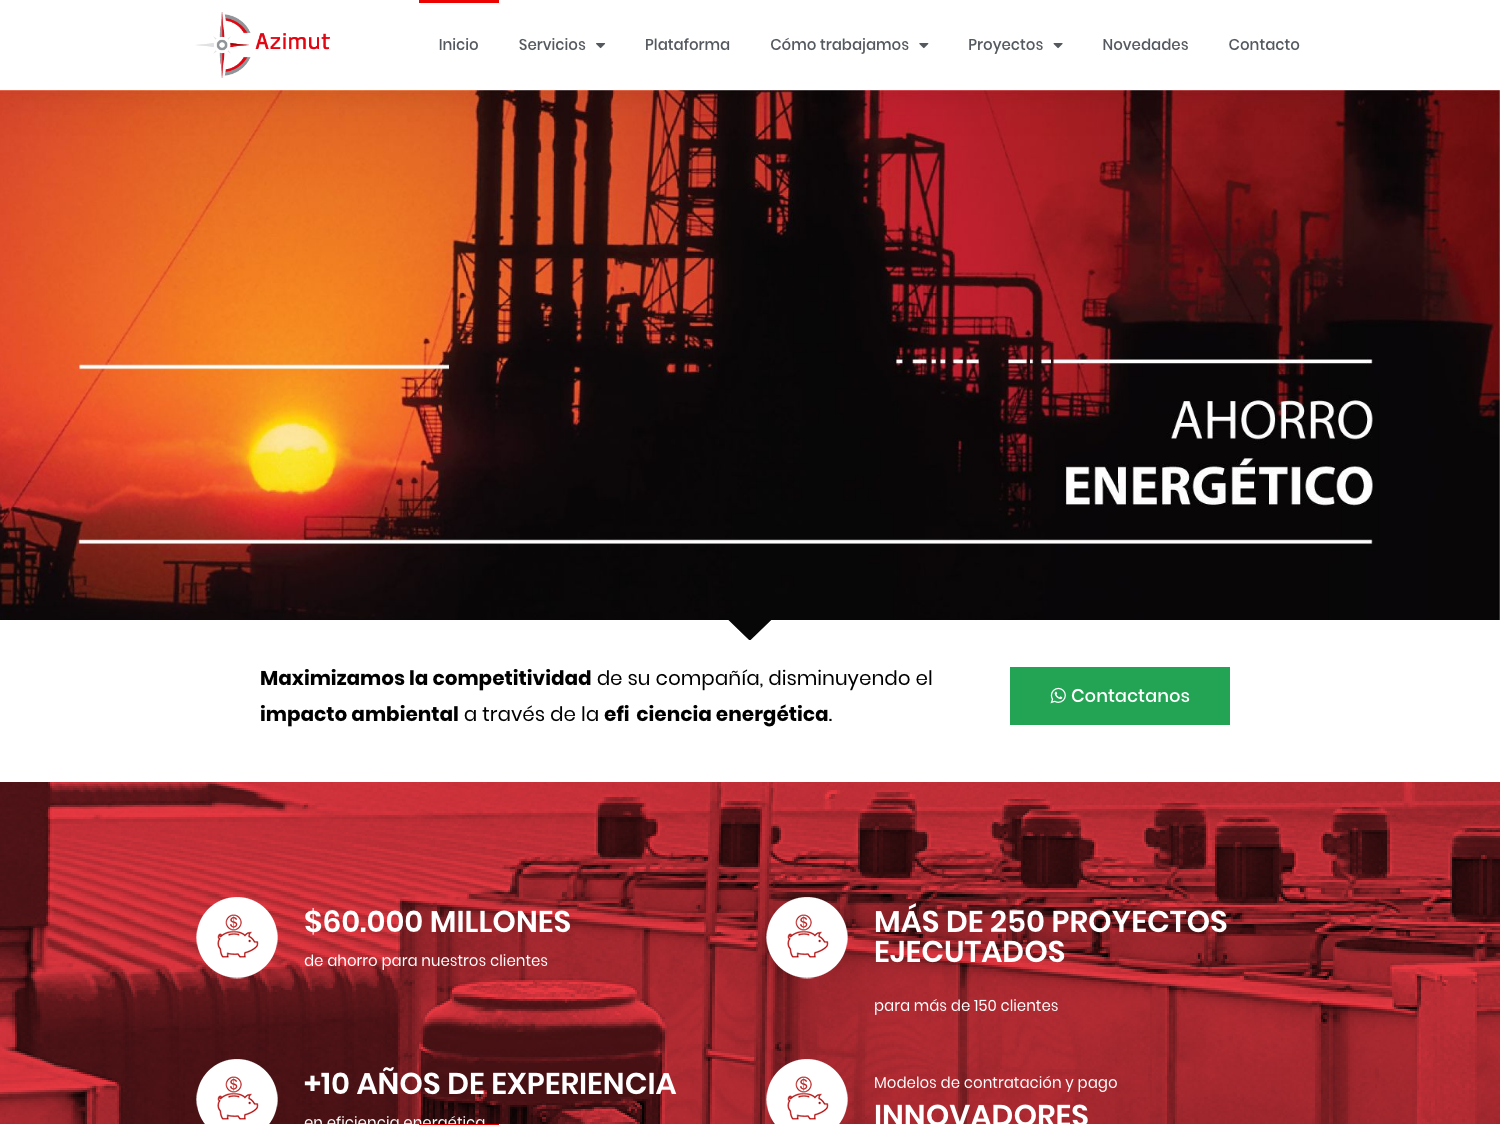 Azimut
Inicio
Servicios
Plataforma
Cómo trabajamos
Proyectos
Novedades
Contacto
AHORRO
ENERGÉTICO
Maximizamos la competitividad de su compañía, disminuyendo el
impacto ambiental a través de la efi ciencia energética.
Contactanos
$60.000 MILLONES
de ahorro para nuestros clientes
MÁS DE 250 PROYECTOS
EJECUTADOS
para más de 150 clientes
+10 AÑOS DE EXPERIENCIA
en eficiencia energética
Modelos de contratación y pago
INNOVADORES